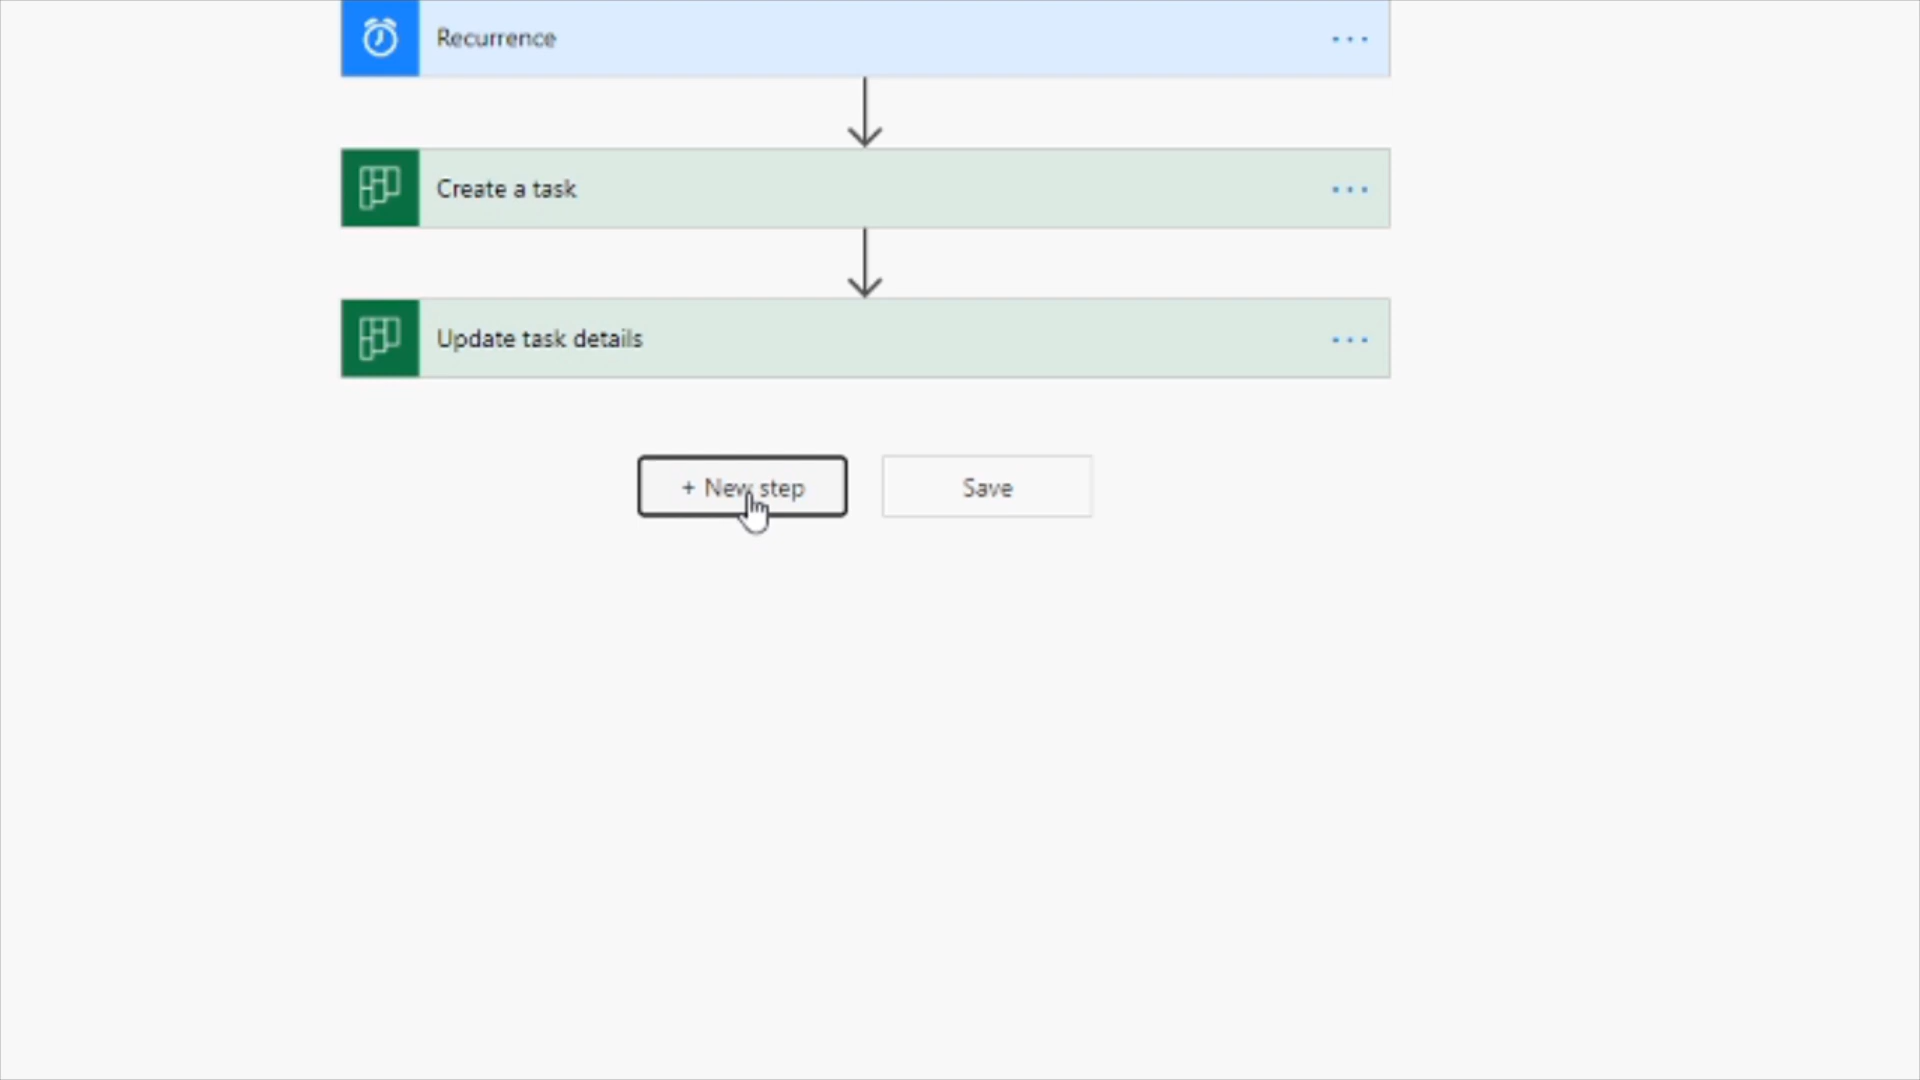 Recurrence
Create a task
Update task details
+ New step
Save